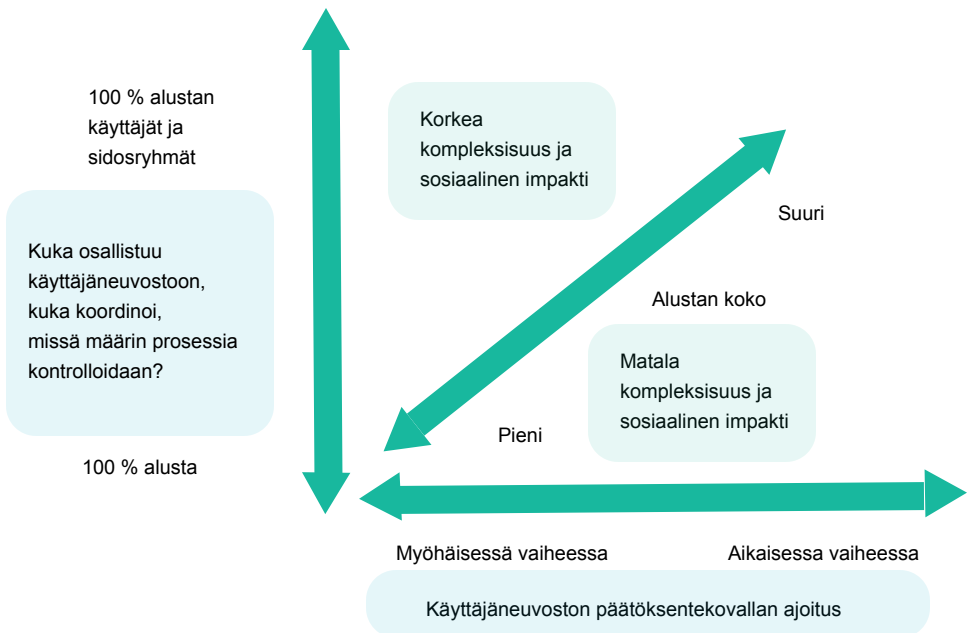 100 % alustan
käyttäjät ja
sidosryhmät
Korkea
kompleksisuus ja
sosiaalinen impakti
Suuri
Kuka osallistuu
käyttäjäneuvostoon,
kuka koordinoi,
missä määrin prosessia
kontrolloidaan?
Alustan koko
Matala
kompleksisuus ja
sosiaalinen impakti
Pieni
100 % alusta
Myöhäisessä vaiheessa
Aikaisessa vaiheessa
Käyttäjäneuvoston päätöksentekovallan ajoitus